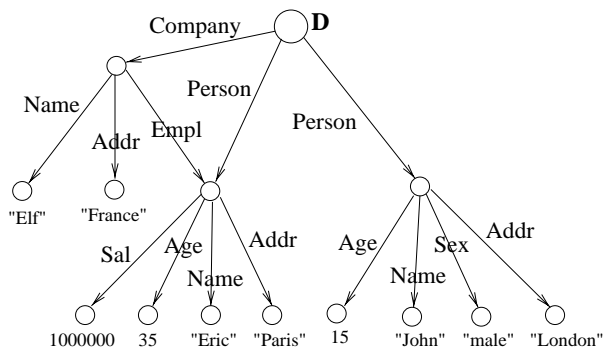 D
Company
Person
Person
Name
Addr
Empl
"Elf"
"France"
Sal
Age
Name
Addr
Age
Name
Sex
Addr
1000000
35
"Eric"
"Paris"
15
"John"
"male"
"London"